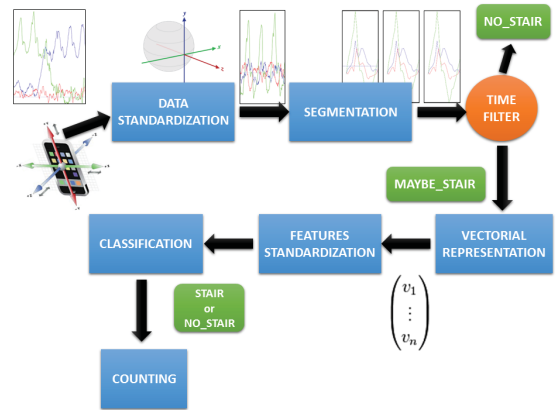 NO_STAIR
DATA
STANDARDIZATION
SEGMENTATION
TIME
FILTER
MAYBE_STAIR
CLASSIFICATION
FEATURES
STANDARDIZATION
VECTORIAL
REPRESENTATION
STAIR
or
NO_STAIR
v1
⋮
vn
COUNTING